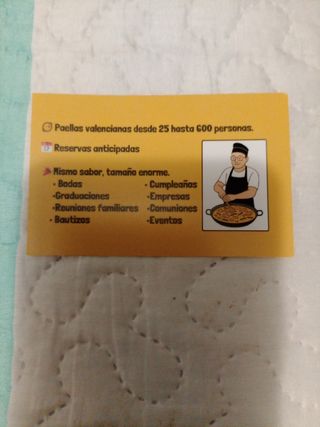 Paellas valencianas desde 25 hasta 600 personas.
Reservas anticipadas
Mismo sabor, tamaño enorme.
· Bodas · Cumpleaños
·Graduaciones ·Empresas
·Reuniones familiares ·Comuniones
· Bautizos ·Eventos